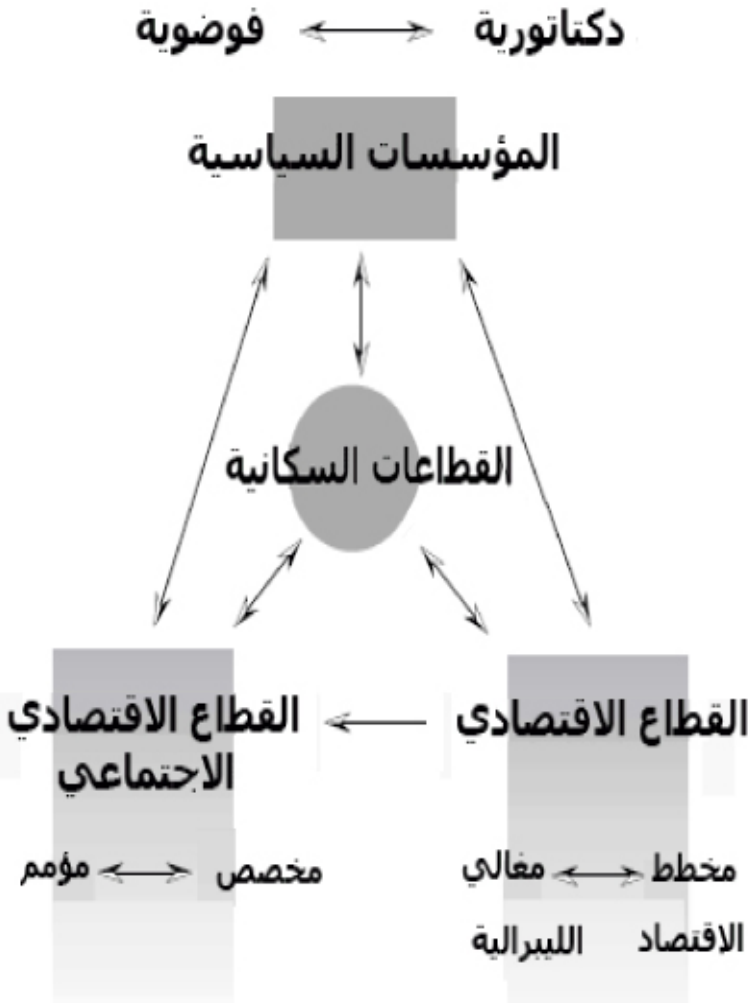 دكتاتورية فوضوية
المؤسسات السياسية
القطاعات السكانية
القطاع الاقتصادي
القطاع الاقتصادي
الاجتماعي
مخطط مغالي
الاقتصاد الليبرالية
مخصص مؤمم